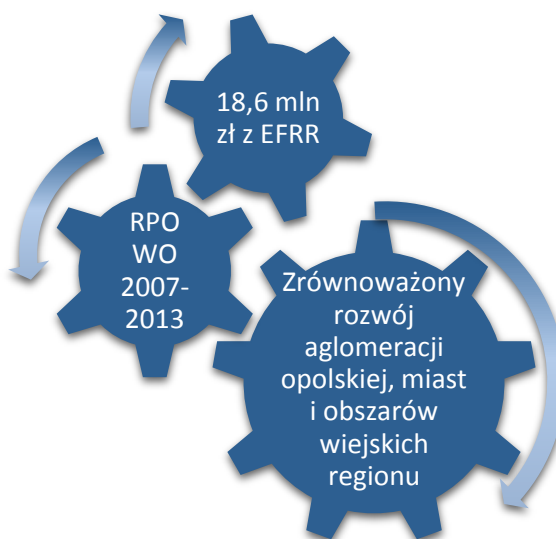 18,6 mln
zł z EFRR
RPO
WO
2007-
2013
Zrównoważony
rozwój
aglomeracji
opolskiej, miast
i obszarów
wiejskich
regionu